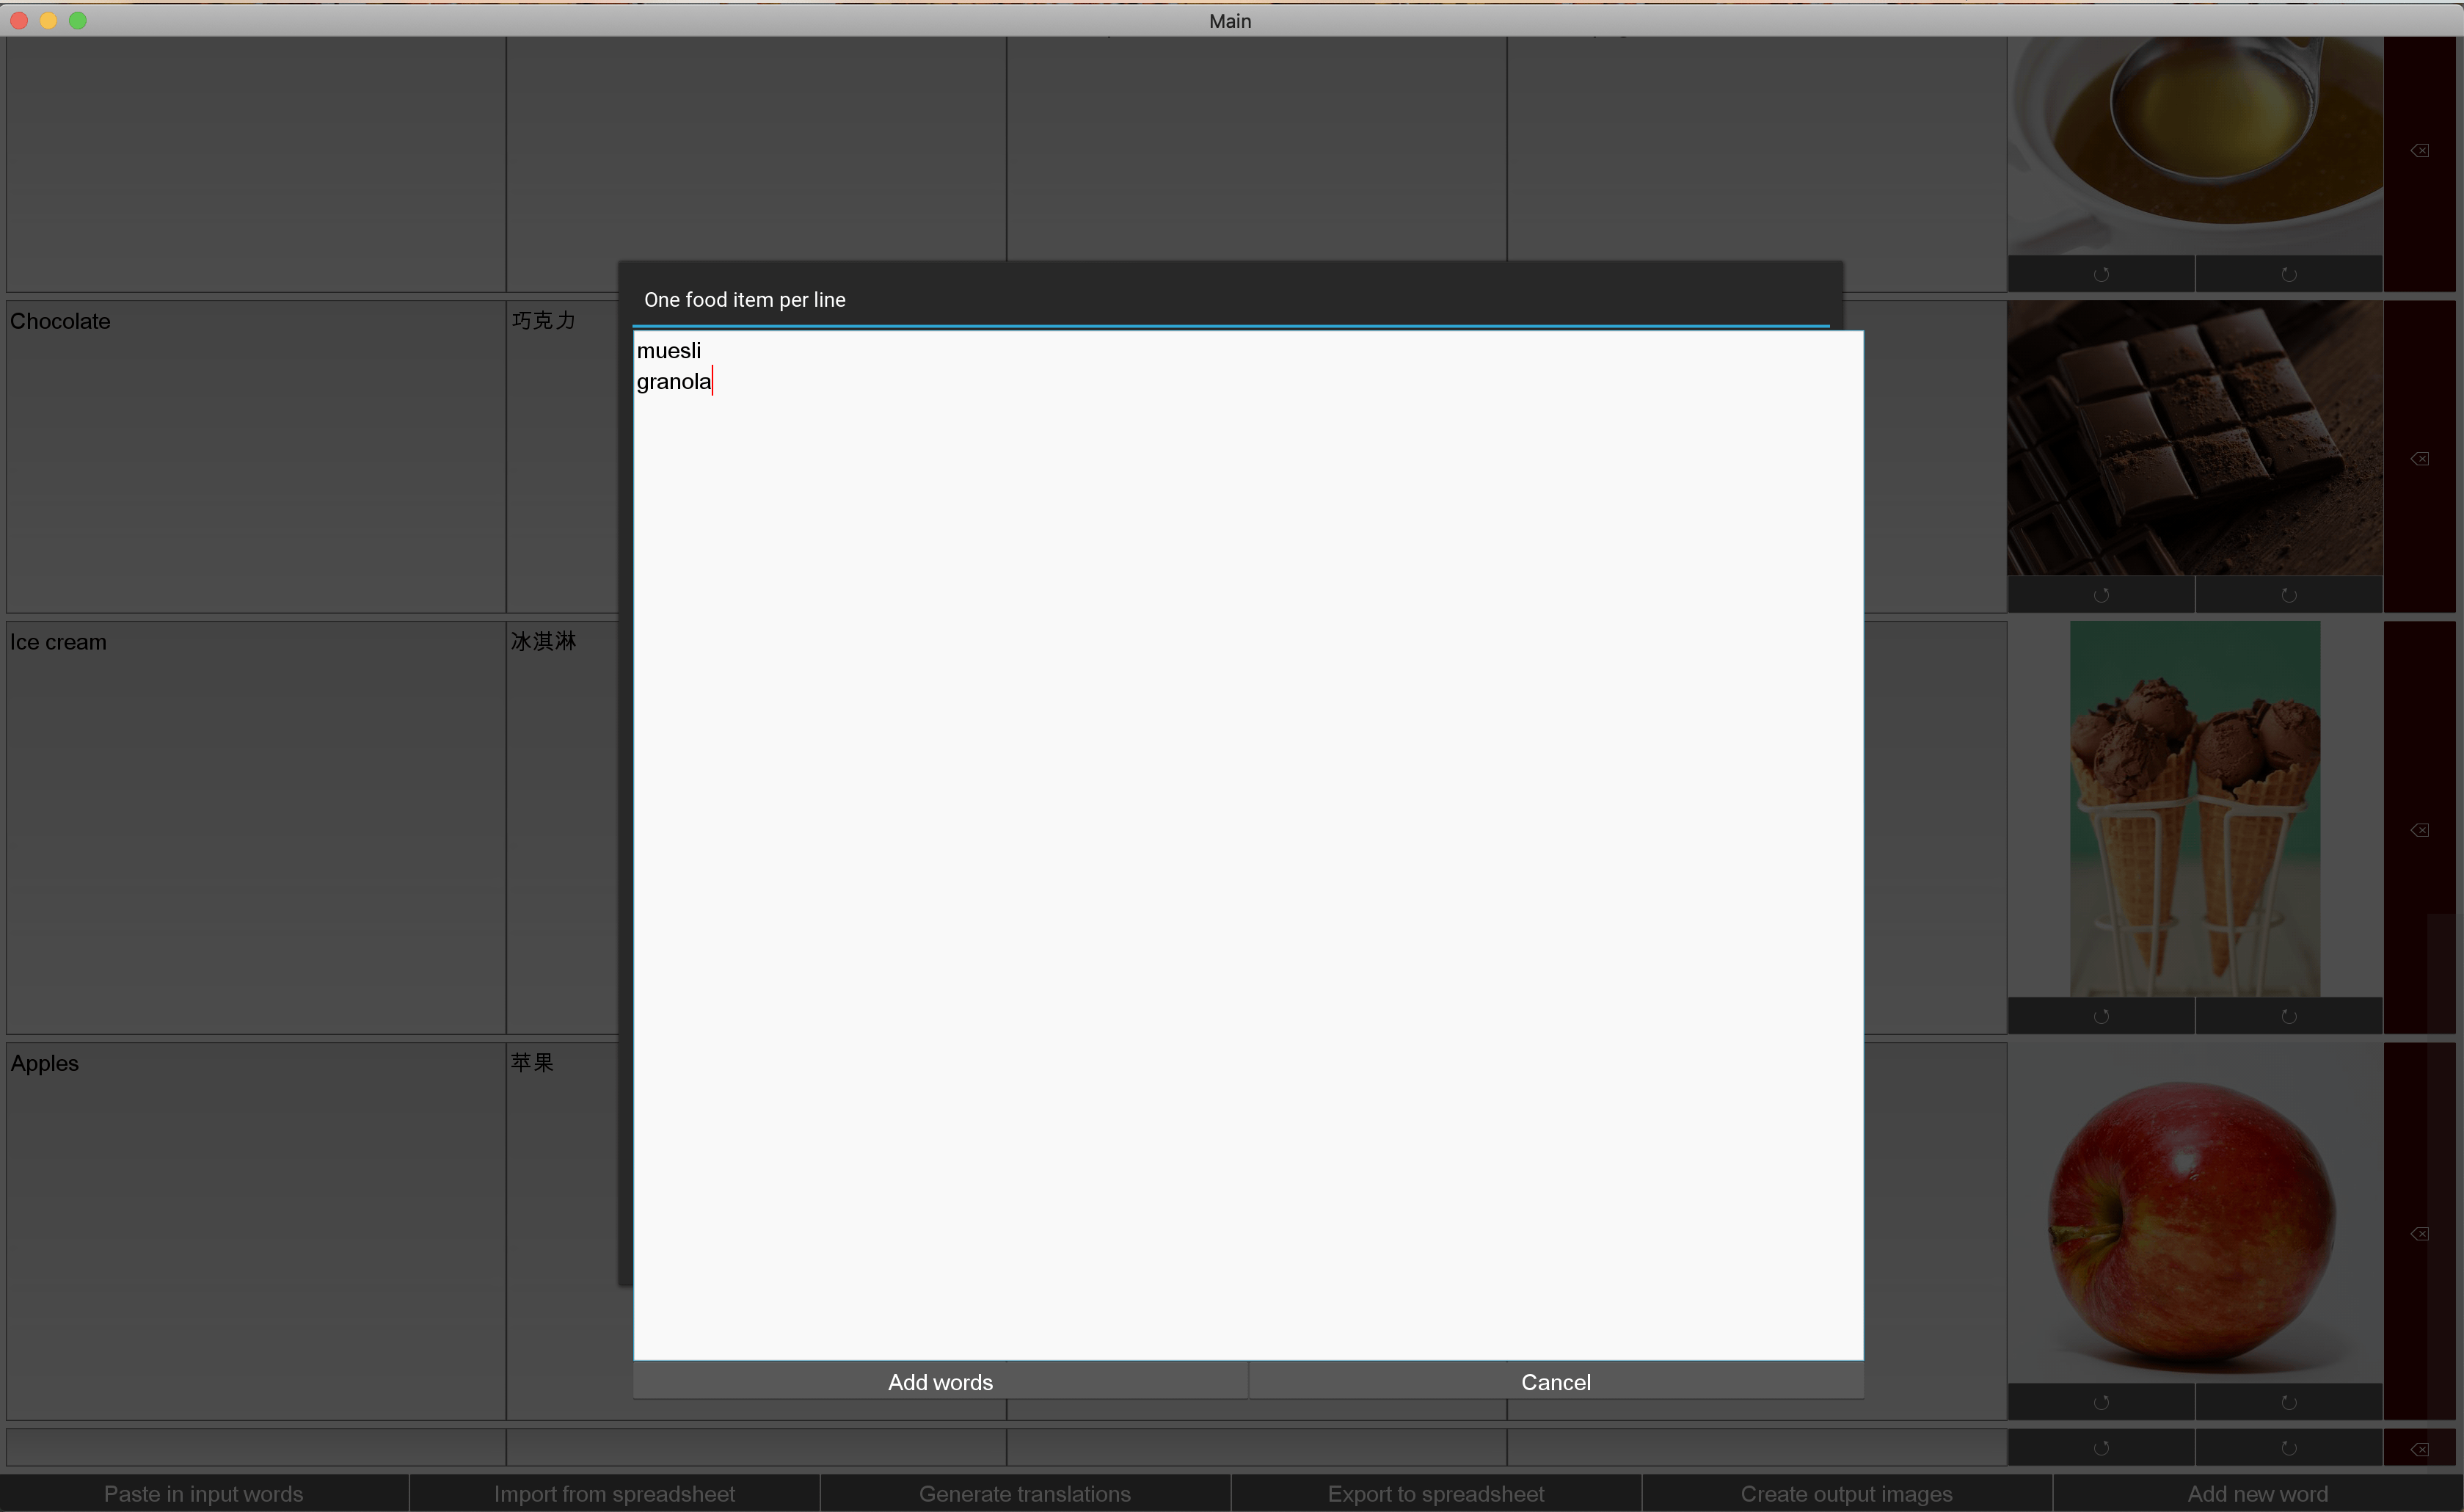 Main
One food item per line
muesli
granola
Chocolate
巧克力
Ice cream
冰淇淋
Apples
苹果
Add words
Cancel
Paste in input words
Import from spreadsheet
Generate translations
Export to spreadsheet
Create output images
Add new word